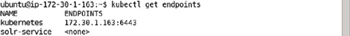 ubuntu@ip-172-30-1-163:~$ kubectl get endpoints
NAME ENDPOINTS
kubernetes 172.30.1.163:6443
solr-service <none>